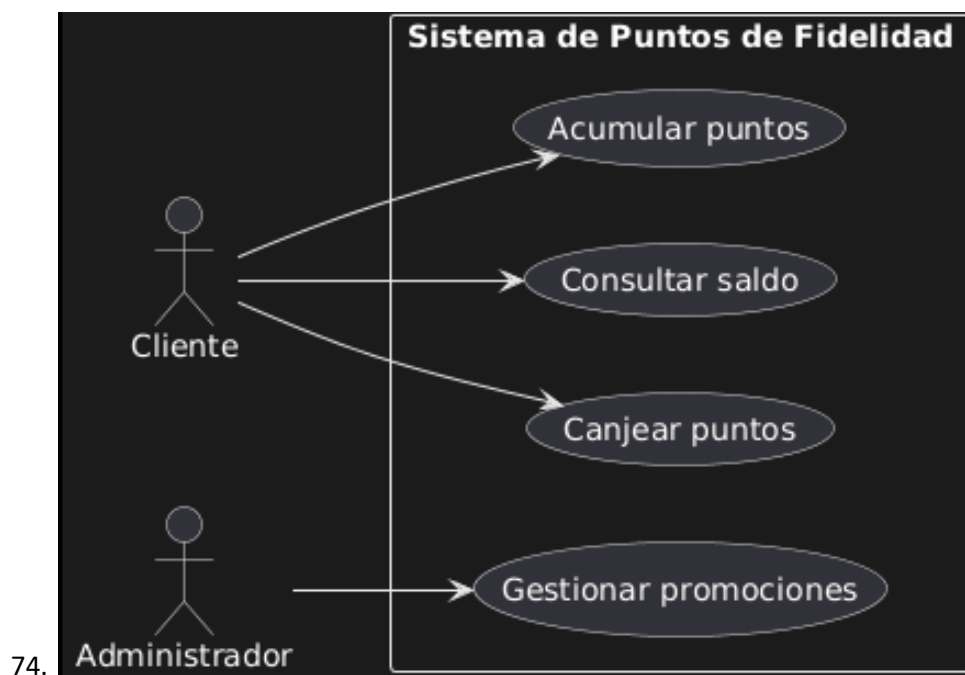 Sistema de Puntos de Fidelidad
Acumular puntos
Consultar saldo
Cliente
Canjear puntos
Gestionar promociones
74.
Administrador